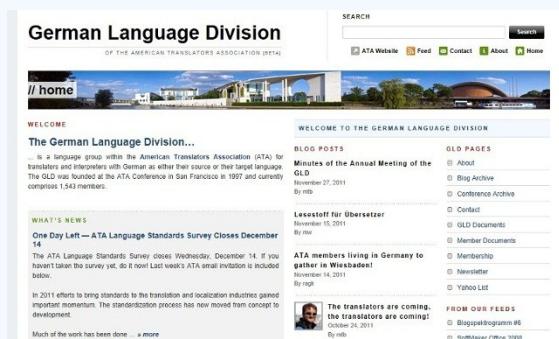 SEARCH
German Language Division
Search
OF THE AMERICAN TRANSLATORS ASSOCIATION [BETA]
ATA Website Feed Contact About Home
// home
WELCOME
The German Language Division…
... is a language group within the American Translators Association (ATA) for
translators and interpreters with German as either their source or their target language.
The GLD was founded at the ATA Conference in San Francisco in 1997 and currently
comprises 1,543 members.
WHAT'S NEWS
One Day Left — ATA Language Standards Survey Closes December
14
The ATA Language Standards Survey closes Wednesday, December 14. If you
haven't taken the survey yet, do it now! Last week's ATA email invitation is included
below.
In 2011 efforts to bring standards to the translation and localization industries gained
important momentum. The standardization process has now moved from concept to
development.
Much of the work has been done ... » more
WELCOME TO THE GERMAN LANGUAGE DIVISION
BLOG POSTS
Minutes of the Annual Meeting of the
GLD
November 27, 2011
By mtb
Lesestoff für Übersetzer
November 15, 2011
By mw
ATA members living in Germany to
gather in Wiesbaden!
November 14, 2011
By ragli
The translators are coming,
the translators are coming!
October 24, 2011
By mtb
GLD PAGES
About
Blog Archive
Conference Archive
Contact
GLD Documents
Member Documents
Membership
Newsletter
Yahoo List
FROM OUR FEEDS
Blogspektrogramm #6
SoftMaker Office 2008